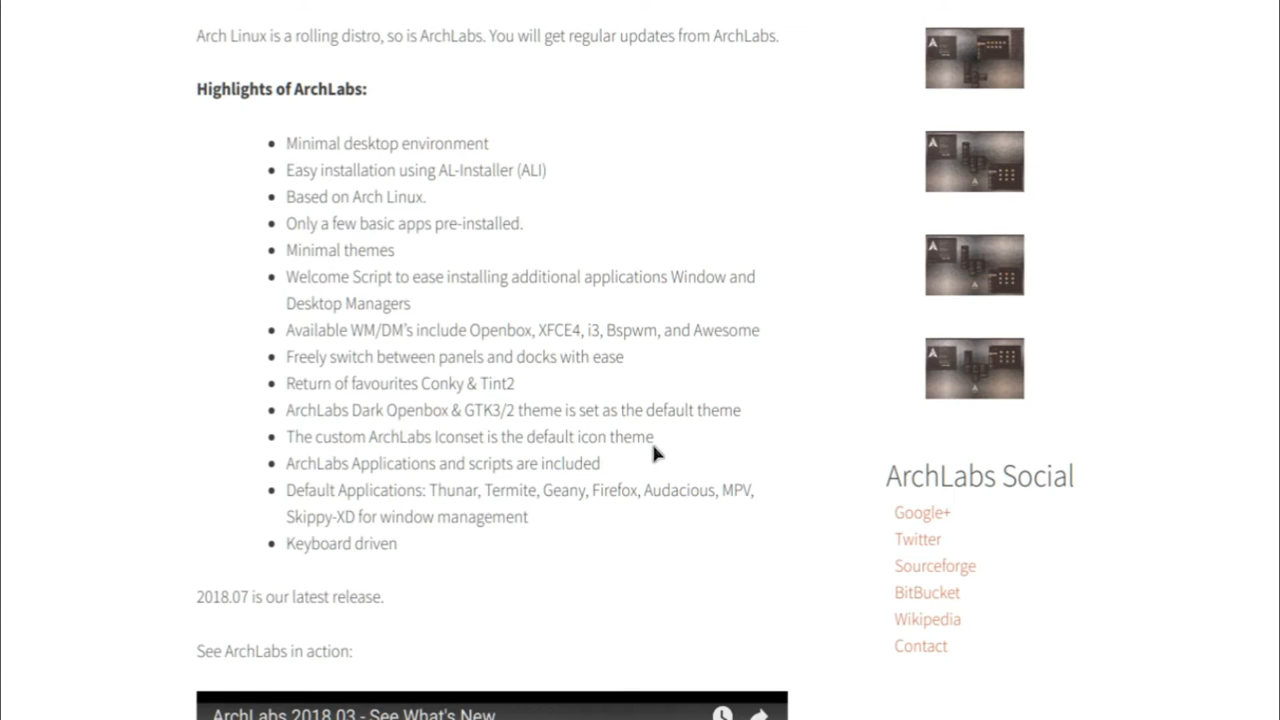 Arch Linux is a rolling distro, so is ArchLabs. You will get regular updates from ArchLabs.
Highlights of ArchLabs:
Minimal desktop environment
Easy installation using AL-Installer (ALI)
Based on Arch Linux.
Only a few basic apps pre-installed.
Minimal themes
Welcome Script to ease installing additional applications Window and
Desktop Managers
Available WM/DM's include Openbox, XFCE4, i3, Bspwm, and Awesome
Freely switch between panels and docks with ease
Return of favourites Conky & Tint2
ArchLabs Dark Openbox & GTK3/2 theme is set as the default theme
The custom ArchLabs Iconset is the default icon theme
ArchLabs Applications and scripts are included
Default Applications: Thunar, Termite, Geany, Firefox, Audacious, MPV,
Skippy-XD for window management
Keyboard driven
2018.07 is our latest release.
See ArchLabs in action:
ArchLabs 2018.03 - See What's New
ArchLabs Social
Google+
Twitter
Sourceforge
BitBucket
Wikipedia
Contact